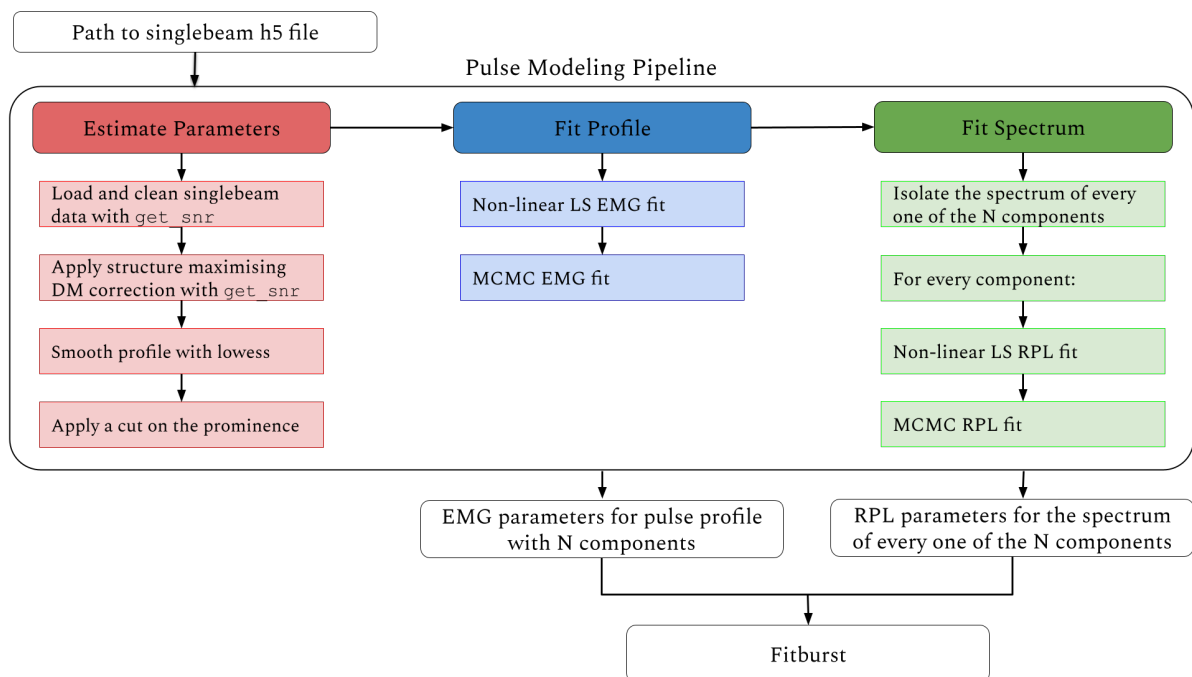 Path to singlebeam h5 file
Pulse Modeling Pipeline
Estimate Parameters
Load and clean singlebeam
data with get_snr
Apply structure maximising
DM correction with get_snr
Smooth profile with lowess
Apply a cut on the prominence
Fit Profile
Non-linear LS EMG fit
MCMC EMG fit
Fit Spectrum
Isolate the spectrum of every
one of the N components
For every component:
Non-linear LS RPL fit
MCMC RPL fit
EMG parameters for pulse profile
with N components
RPL parameters for the spectrum
of every one of the N components
Fitburst